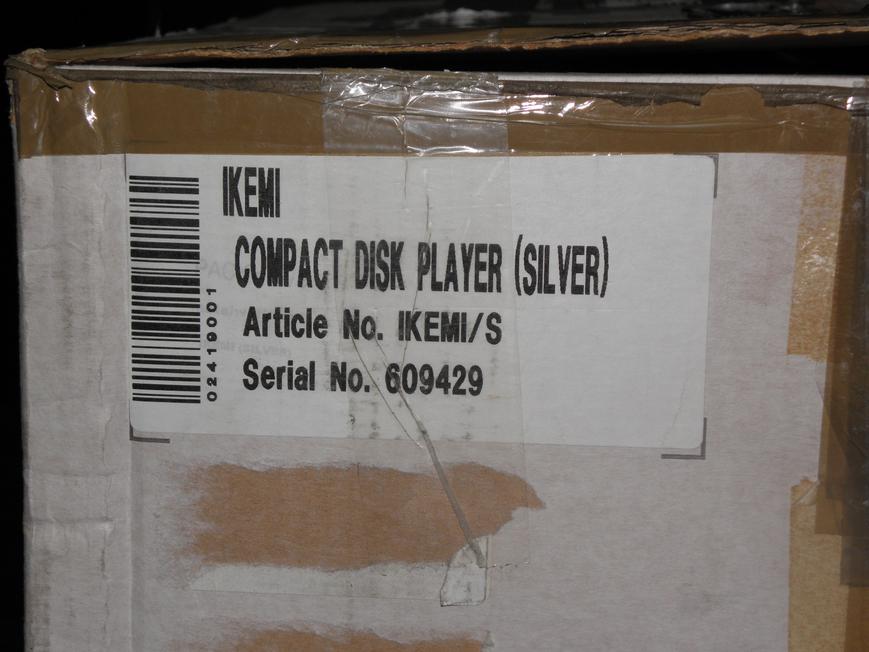 IKEMI
COMPACT DISK PLAYER (SILVER)
Article No. IKEMI/S
Serial No. 609429
02419001